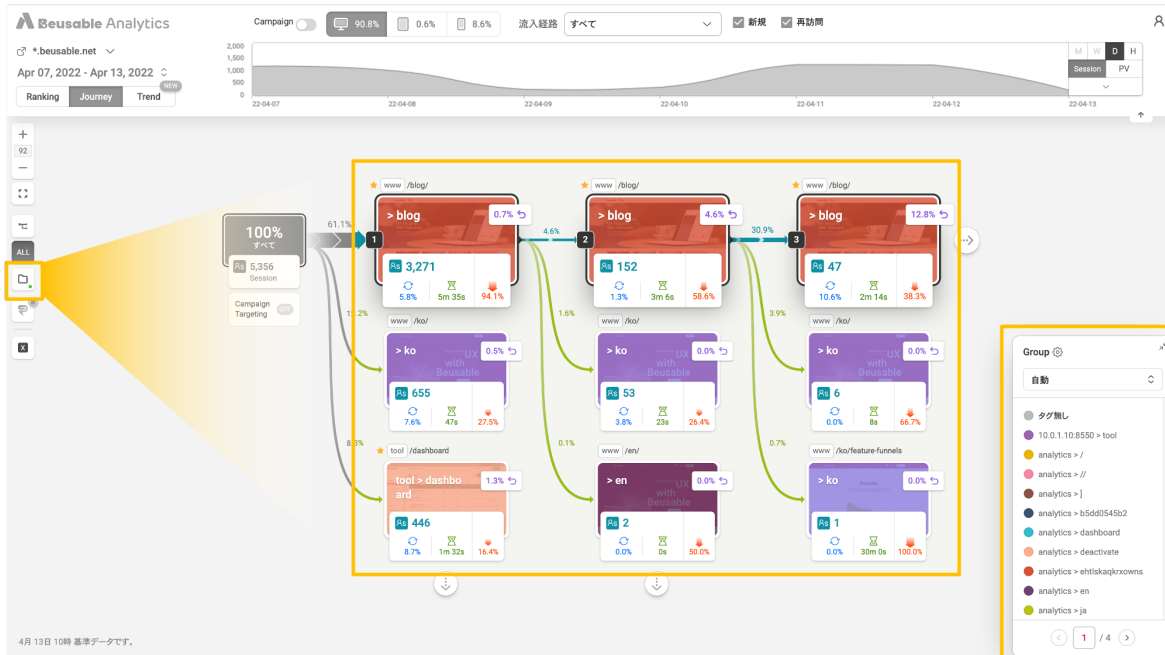 Beusable Analytics
Campaign
90.8%
0.6%
8.6%
流入経路
すべて
新規
再訪問
*.beusable.net
Apr 07, 2022 - Apr 13, 2022
Ranking
Journey
Trend
NEW
2,000
1,500
1,000
500
0
22-04-07
22-04-08
22-04-09
22-04-10
22-04-11
22-04-12
22-04-13
M W D H
Session
PV
92
ALL
100%
すべて
5,356
Session
Campaign
Targeting
OFF
61.1%
8.3%
www /blog/
> blog
0.7%
1
3,271
5.8%
5m 35s
94.1%
4.6%
www /blog/
> blog
4.6%
2
152
1.3%
3m 6s
58.6%
30.9%
www /blog/
> blog
12.8%
3
47
10.6%
2m 14s
38.3%
www /ko/
> ko
0.5%
UX
with
Beusable
655
7.6%
47s
27.5%
1.6%
www /ko/
> ko
0.0%
UX
with
Beusable
53
3.8%
23s
26.4%
3.9%
www /ko/
> ko
0.0%
UX
with
Beusable
6
0.0%
8s
66.7%
tool /dashboard
tool > dashbo
ard
1.3%
446
8.7%
1m 32s
16.4%
0.1%
www /en/
> en
0.0%
UX
with
Beusable
2
0.0%
0s
50.0%
0.7%
www /ko/feature-funnels
> ko
0.0%
1
0.0%
30m 0s
100.0%
Group
自動
タグ無し
10.0.1.10:8550 > tool
analytics > /
analytics > //
analytics > ]
analytics > b5dd0545b2
analytics > dashboard
analytics > deactivate
analytics > ehtlskaqkrxowns
analytics > en
analytics > ja
1 / 4
4月 13日 10時 基準データです。